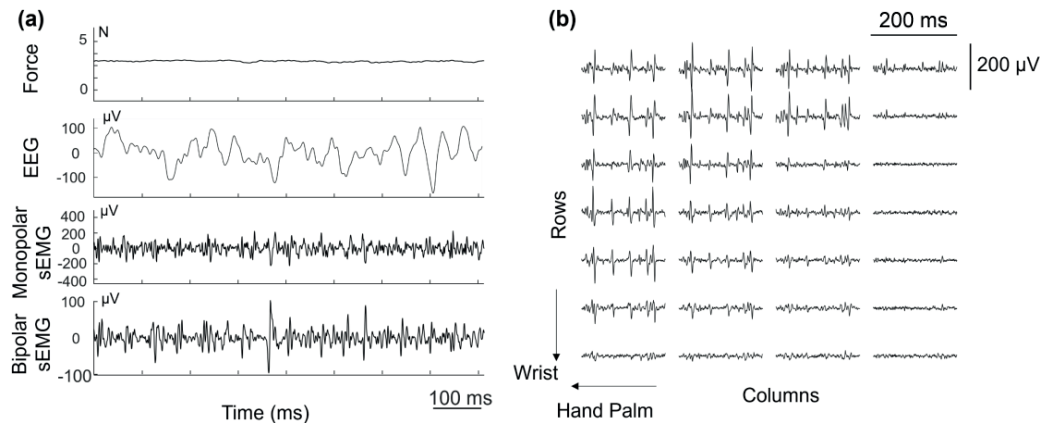 (a)
N
5
0
Force
µV
100
0
-100
EEG
µV
400
200
0
-200
-400
Monopolar
sEMG
µV
100
0
-100
Bipolar
sEMG
Time (ms)
100 ms
(b)
200 ms
200 µV
Rows
Wrist
Hand Palm
Columns